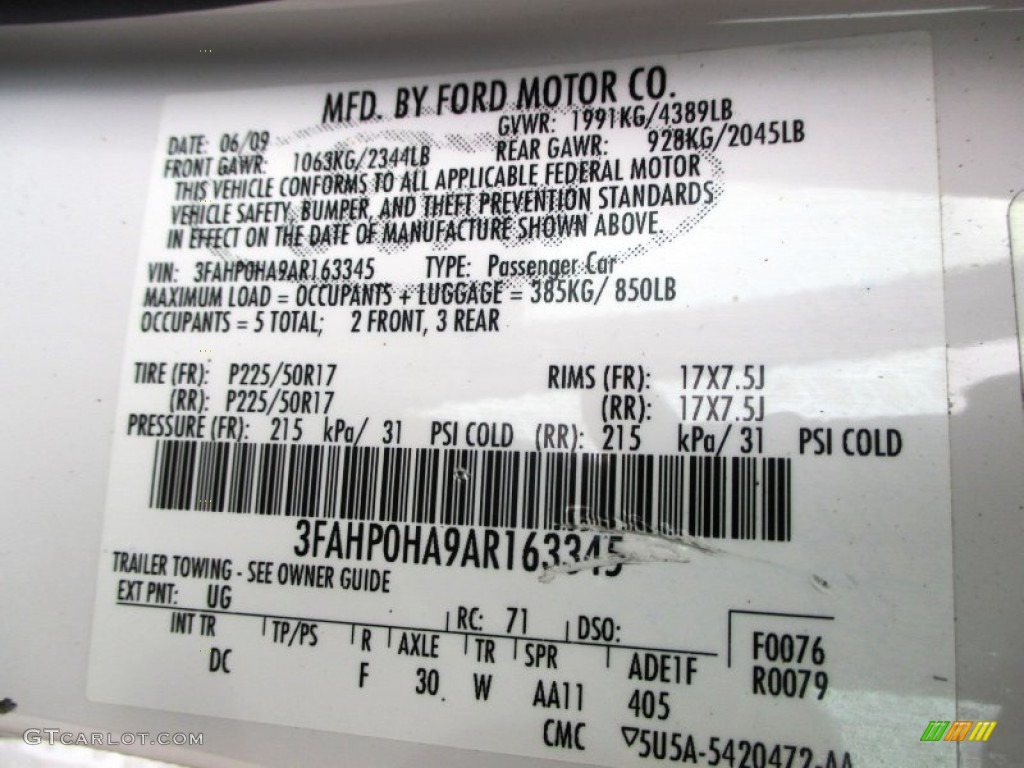 MFD. BY FORD MOTOR CO.
DATE: 06/09 GVWR: 1991KG/4389LB
FRONT GAWR: 1063KG/2344LB REAR GAWR: 928KG/2045LB
THIS VEHICLE CONFORMS TO ALL APPLICABLE FEDERAL MOTOR
VEHICLE SAFETY, BUMPER, AND THEFT PREVENTION STANDARDS
IN EFFECT ON THE DATE OF MANUFACTURE SHOWN ABOVE.
VIN: 3FAHP0HA9AR163345 TYPE: Passenger Car
MAXIMUM LOAD = OCCUPANTS + LUGGAGE = 385KG/ 850LB
OCCUPANTS = 5 TOTAL; 2 FRONT, 3 REAR
TIRE (FR): P225/50R17 RIMS (FR): 17X7.5J
(RR): P225/50R17 (RR): 17X7.5J
PRESSURE (FR): 215 kPa/ 31 PSI COLD (RR): 215 kPa/ 31 PSI COLD
3FAHP0HA9AR163345
TRAILER TOWING - SEE OWNER GUIDE
EXT PNT: UG RC: 71 DSO: F0076
INT TR TP/PS R AXLE TR SPR ADE1F R0079
DC F 30 W AA11 405
CMC ▽5U5A-5420472-AA
GTCarLot.com